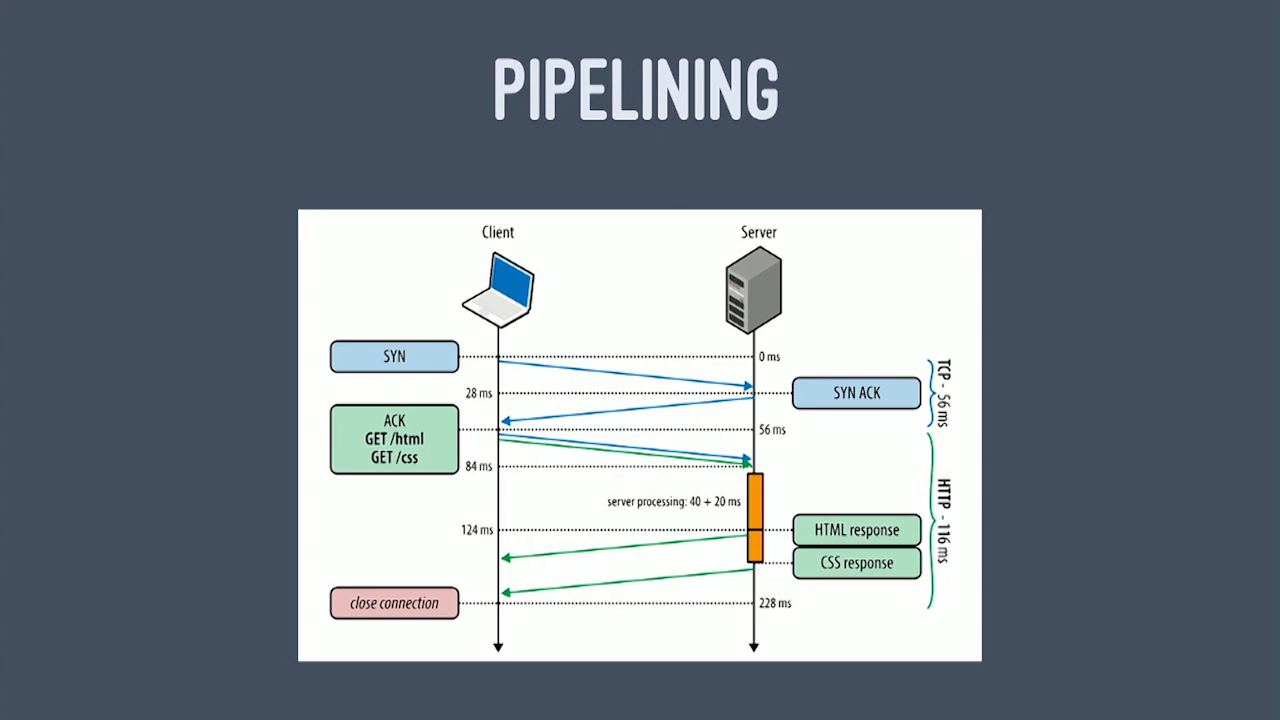 PIPELINING
Client
Server
SYN
0 ms
28 ms
SYN ACK
TCP - 56 ms
ACK
GET /html
GET /css
56 ms
84 ms
server processing: 40 + 20 ms
HTTP - 116 ms
124 ms
HTML response
CSS response
close connection
228 ms